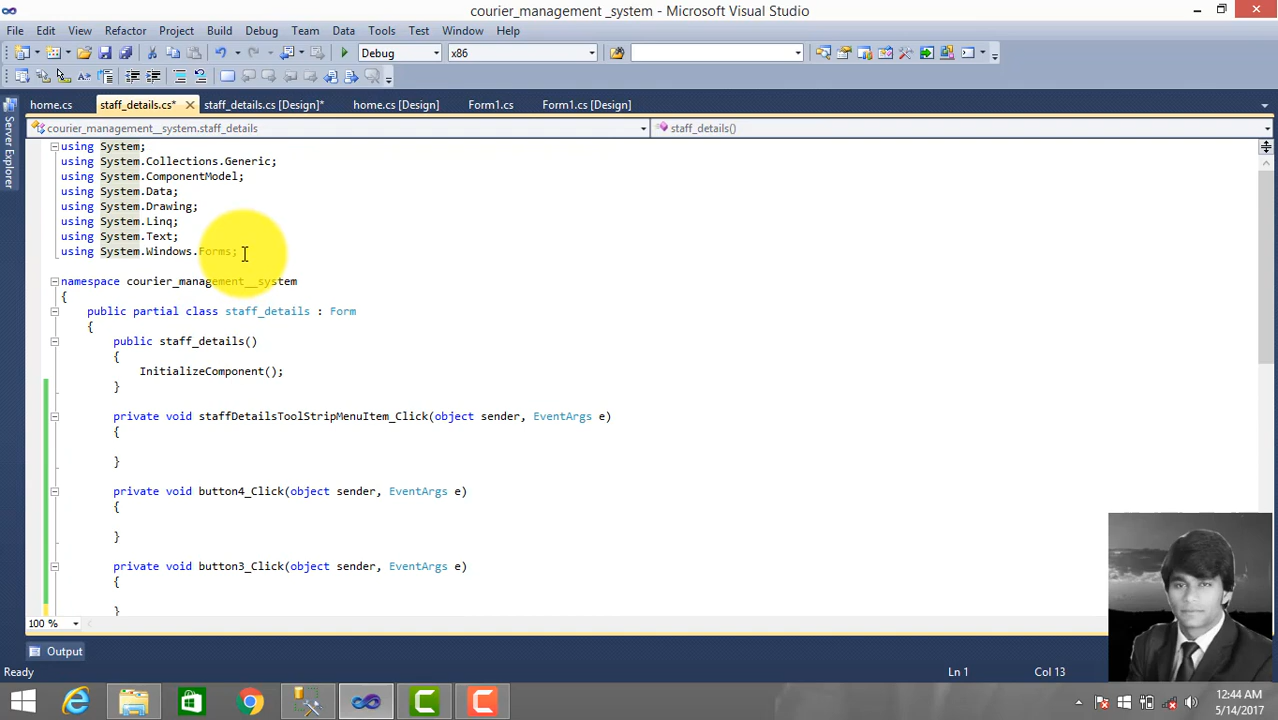 courier_management _system - Microsoft Visual Studio
File Edit View Refactor Project Build Debug Team Data Tools Test Window Help
Debug x86
home.cs staff_details.cs* staff_details.cs [Design]* home.cs [Design] Form1.cs Form1.cs [Design]
Server Explorer
courier_management__system.staff_details staff_details()
using System;
using System.Collections.Generic;
using System.ComponentModel;
using System.Data;
using System.Drawing;
using System.Linq;
using System.Text;
using System.Windows.Forms;
namespace courier_management__system
{
public partial class staff_details : Form
{
public staff_details()
{
InitializeComponent();
}
private void staffDetailsToolStripMenuItem_Click(object sender, EventArgs e)
{
}
private void button4_Click(object sender, EventArgs e)
{
}
private void button3_Click(object sender, EventArgs e)
{
}
100 %
Output
Ready Ln 1 Col 13
12:44 AM
5/14/2017